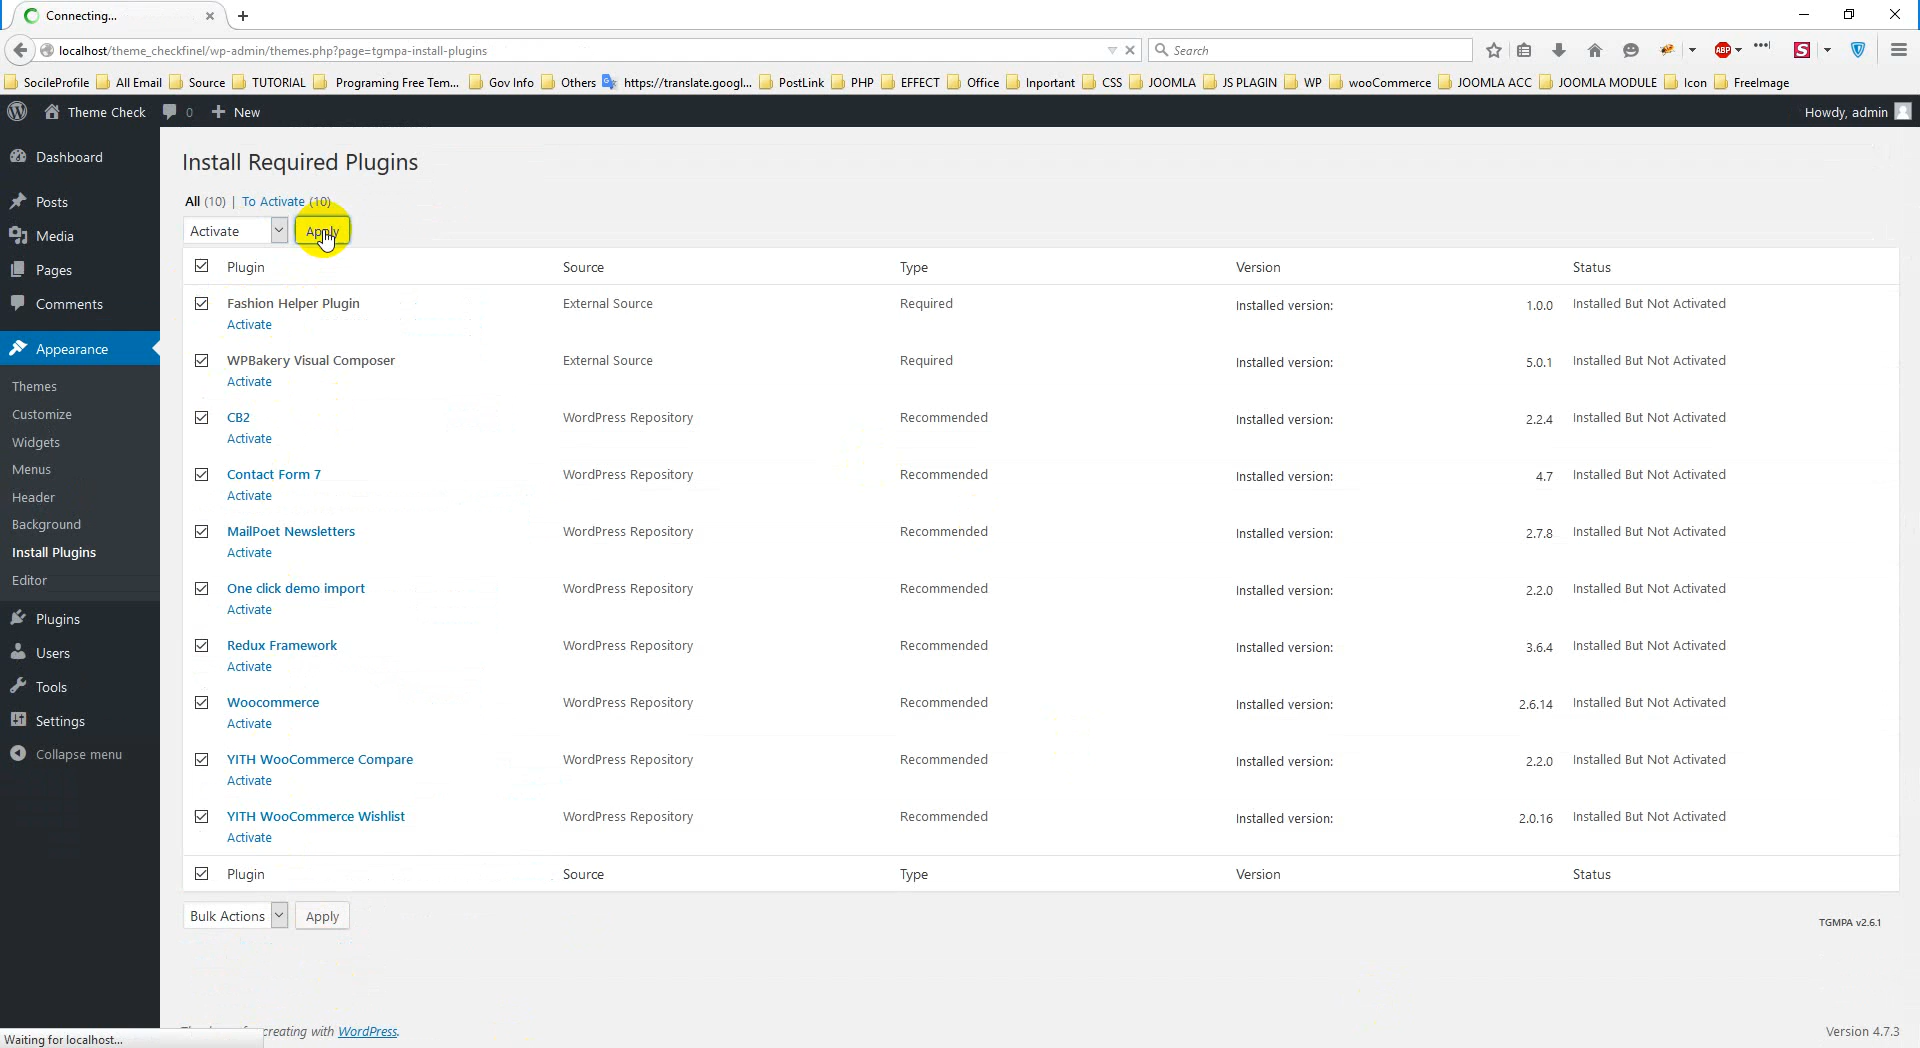 Connecting...
localhost/theme_checkfinel/wp-admin/themes.php?page=tgmpa-install-plugins
Search
ABP
S
SocileProfile All Email Source TUTORIAL Programing Free Tem... Gov Info Others https://translate.googl... PostLink PHP EFFECT Office Inportant CSS JOOMLA JS PLAGIN WP wooCommerce JOOMLA ACC JOOMLA MODULE Icon FreeImage
Theme Check 0 New Howdy, admin
Dashboard
Posts
Media
Pages
Comments
Appearance
Themes
Customize
Widgets
Menus
Header
Background
Install Plugins
Editor
Plugins
Users
Tools
Settings
Collapse menu
Install Required Plugins
All (10) | To Activate (10)
Activate Apply
Plugin Source Type Version Status
Fashion Helper Plugin External Source Required Installed version: 1.0.0 Installed But Not Activated
Activate
WPBakery Visual Composer External Source Required Installed version: 5.0.1 Installed But Not Activated
Activate
CB2 WordPress Repository Recommended Installed version: 2.2.4 Installed But Not Activated
Activate
Contact Form 7 WordPress Repository Recommended Installed version: 4.7 Installed But Not Activated
Activate
MailPoet Newsletters WordPress Repository Recommended Installed version: 2.7.8 Installed But Not Activated
Activate
One click demo import WordPress Repository Recommended Installed version: 2.2.0 Installed But Not Activated
Activate
Redux Framework WordPress Repository Recommended Installed version: 3.6.4 Installed But Not Activated
Activate
Woocommerce WordPress Repository Recommended Installed version: 2.6.14 Installed But Not Activated
Activate
YITH WooCommerce Compare WordPress Repository Recommended Installed version: 2.2.0 Installed But Not Activated
Activate
YITH WooCommerce Wishlist WordPress Repository Recommended Installed version: 2.0.16 Installed But Not Activated
Activate
Plugin Source Type Version Status
Bulk Actions Apply
TGMPA v2.6.1
creating with WordPress.
Version 4.7.3
Waiting for localhost...